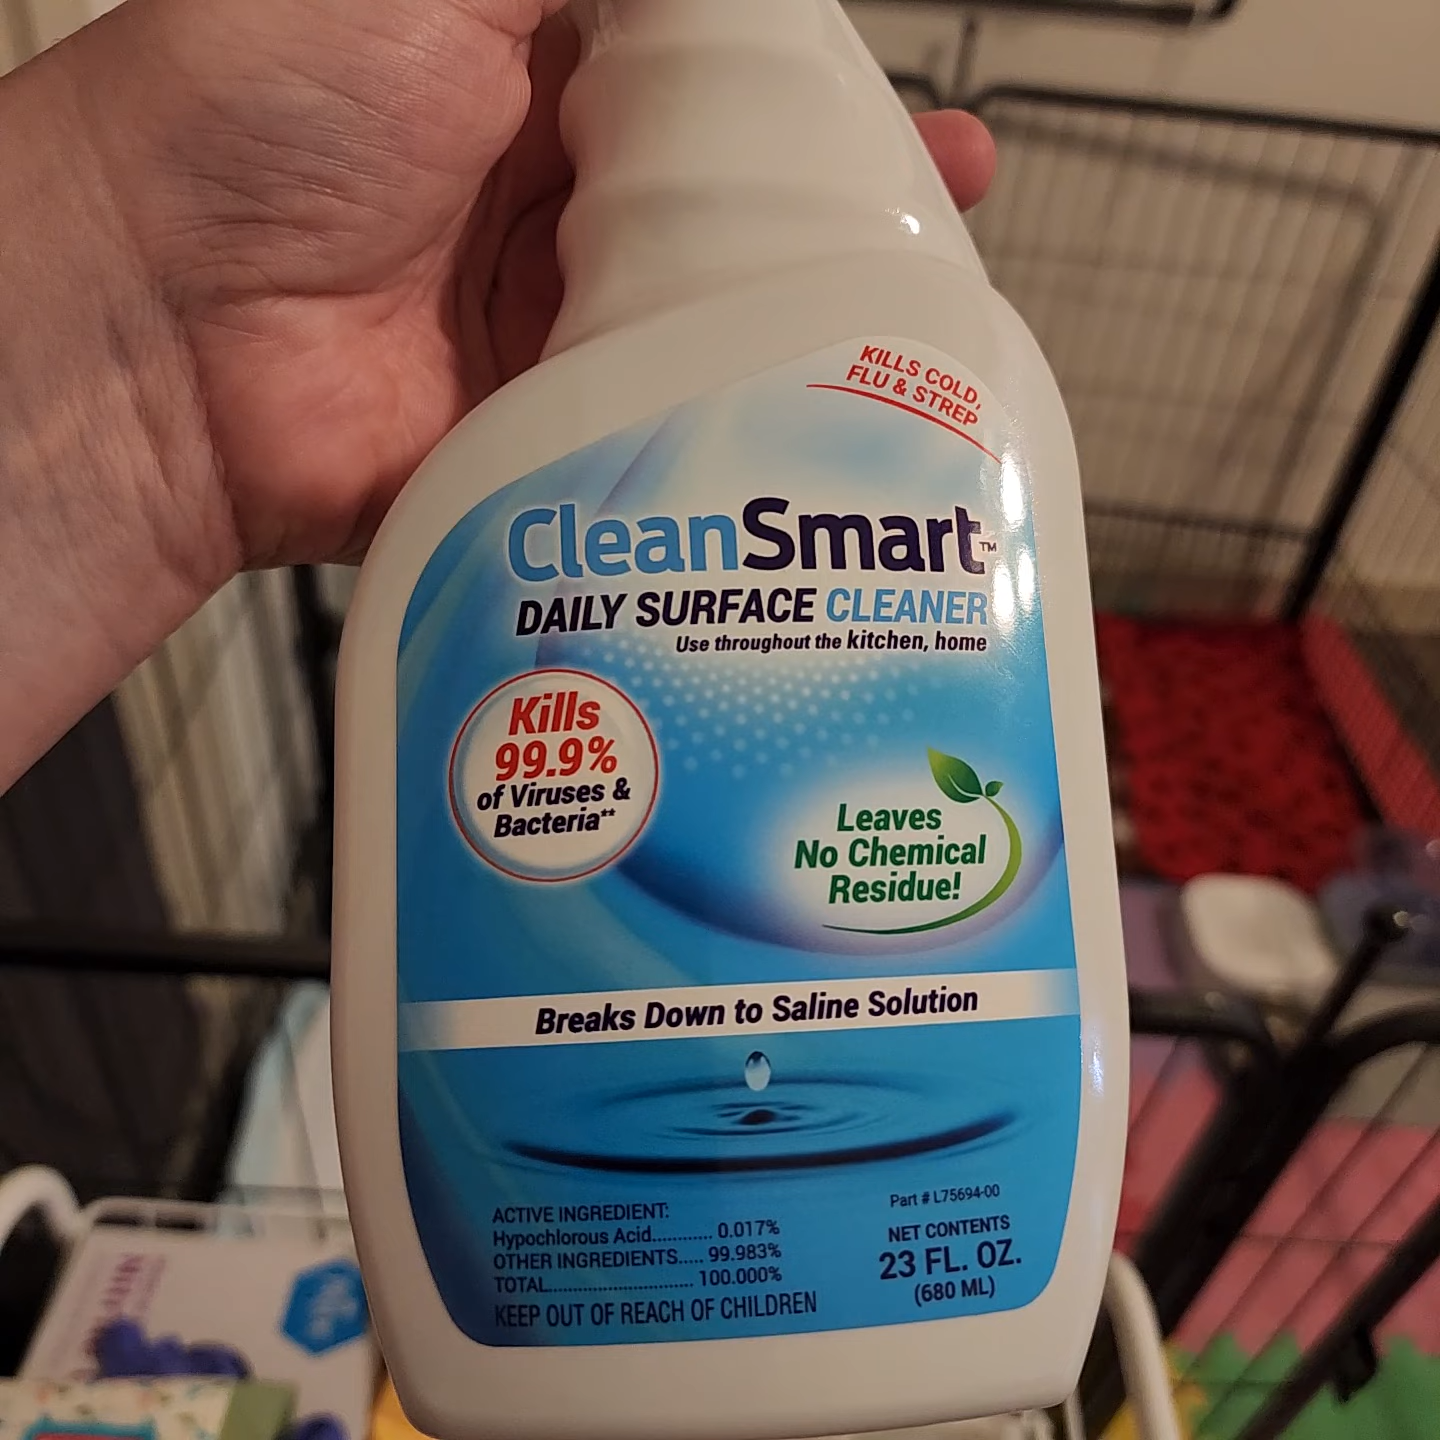 KILLS COLD,
FLU & STREP
CleanSmart™
DAILY SURFACE CLEANER
Use throughout the kitchen, home
Kills
99.9%
of Viruses &
Bacteria**
Leaves
No Chemical
Residue!
Breaks Down to Saline Solution
ACTIVE INGREDIENT:
Hypochlorous Acid............ 0.017%
OTHER INGREDIENTS..... 99.983%
TOTAL............................. 100.000%
KEEP OUT OF REACH OF CHILDREN
Part # L75694-00
NET CONTENTS
23 FL. OZ.
(680 ML)